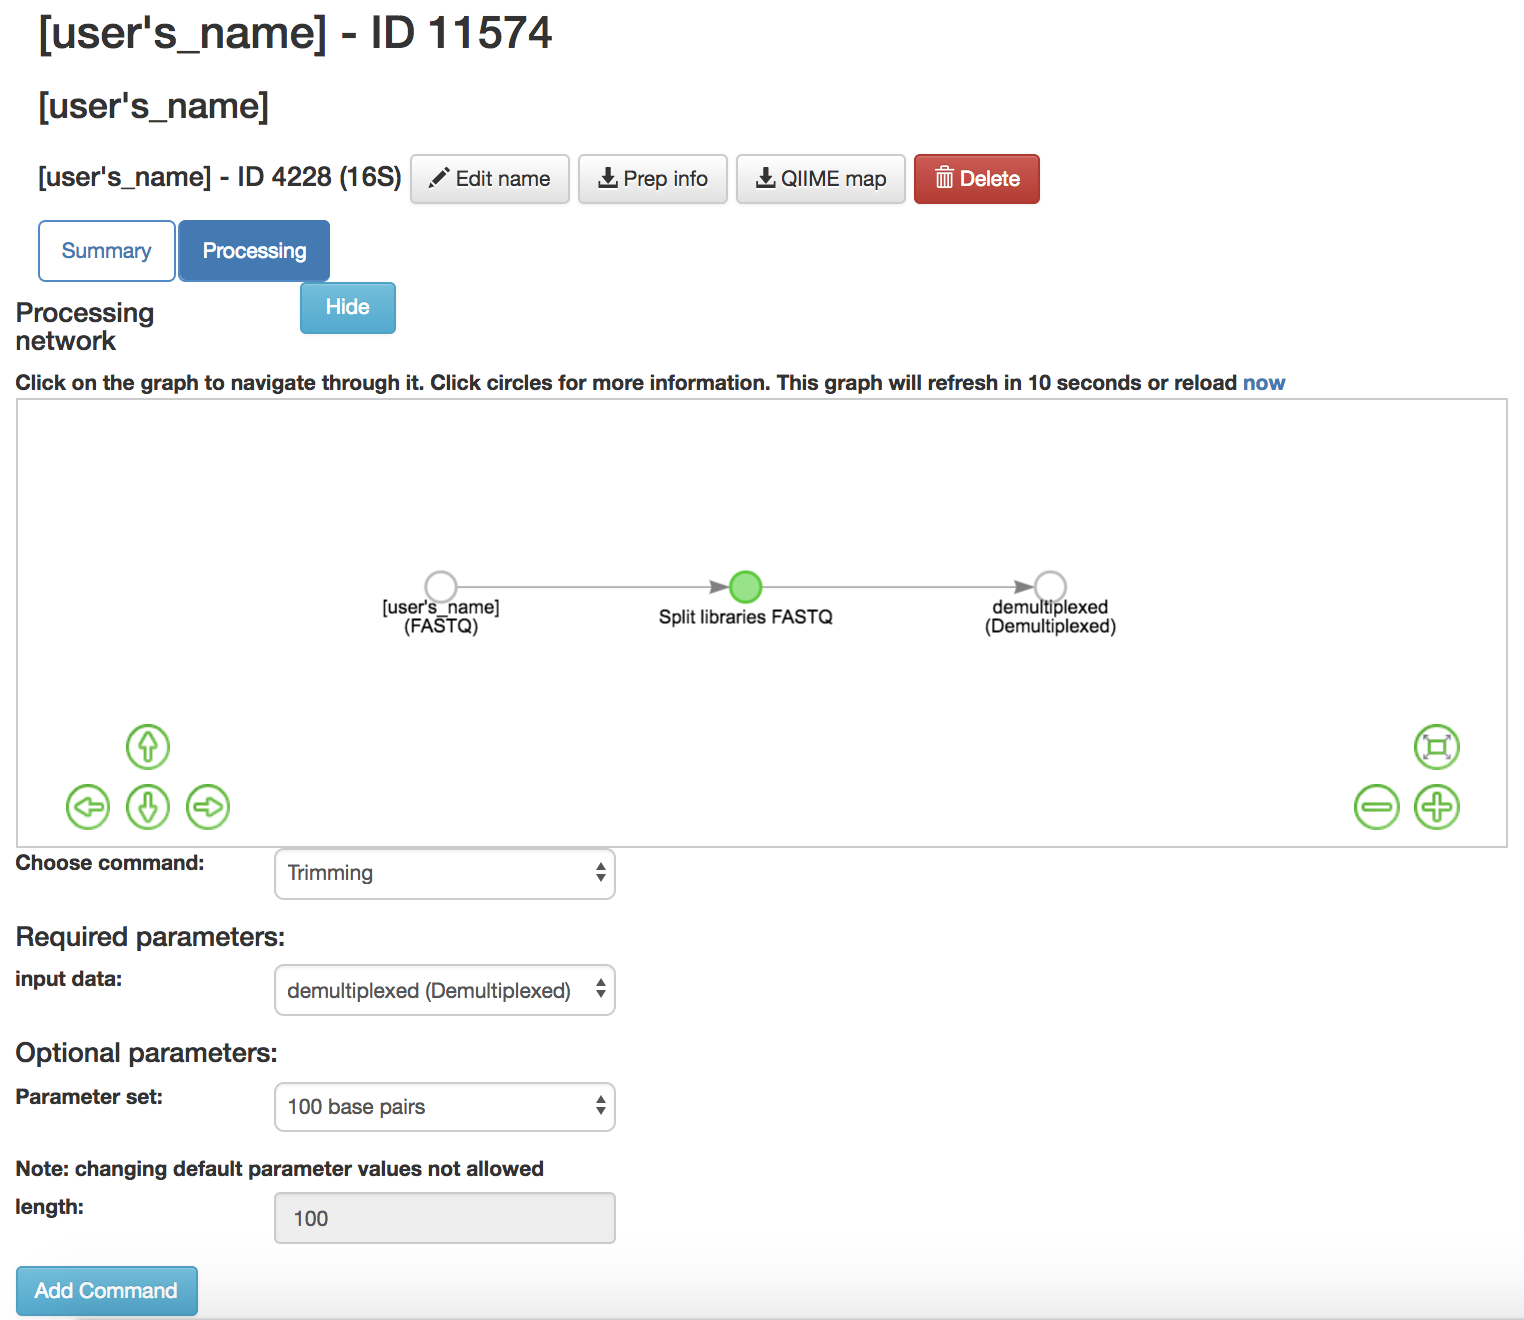 [user's_name] - ID 11574
[user's_name]
[user's_name] - ID 4228 (16S) Edit name Prep info QIIME map Delete
Summary Processing
Hide
Processing
network
Click on the graph to navigate through it. Click circles for more information. This graph will refresh in 10 seconds or reload now
[user's_name]
(FASTQ)
Split libraries FASTQ
demultiplexed
(Demultiplexed)
Choose command: Trimming
Required parameters:
input data: demultiplexed (Demultiplexed)
Optional parameters:
Parameter set: 100 base pairs
Note: changing default parameter values not allowed
length: 100
Add Command